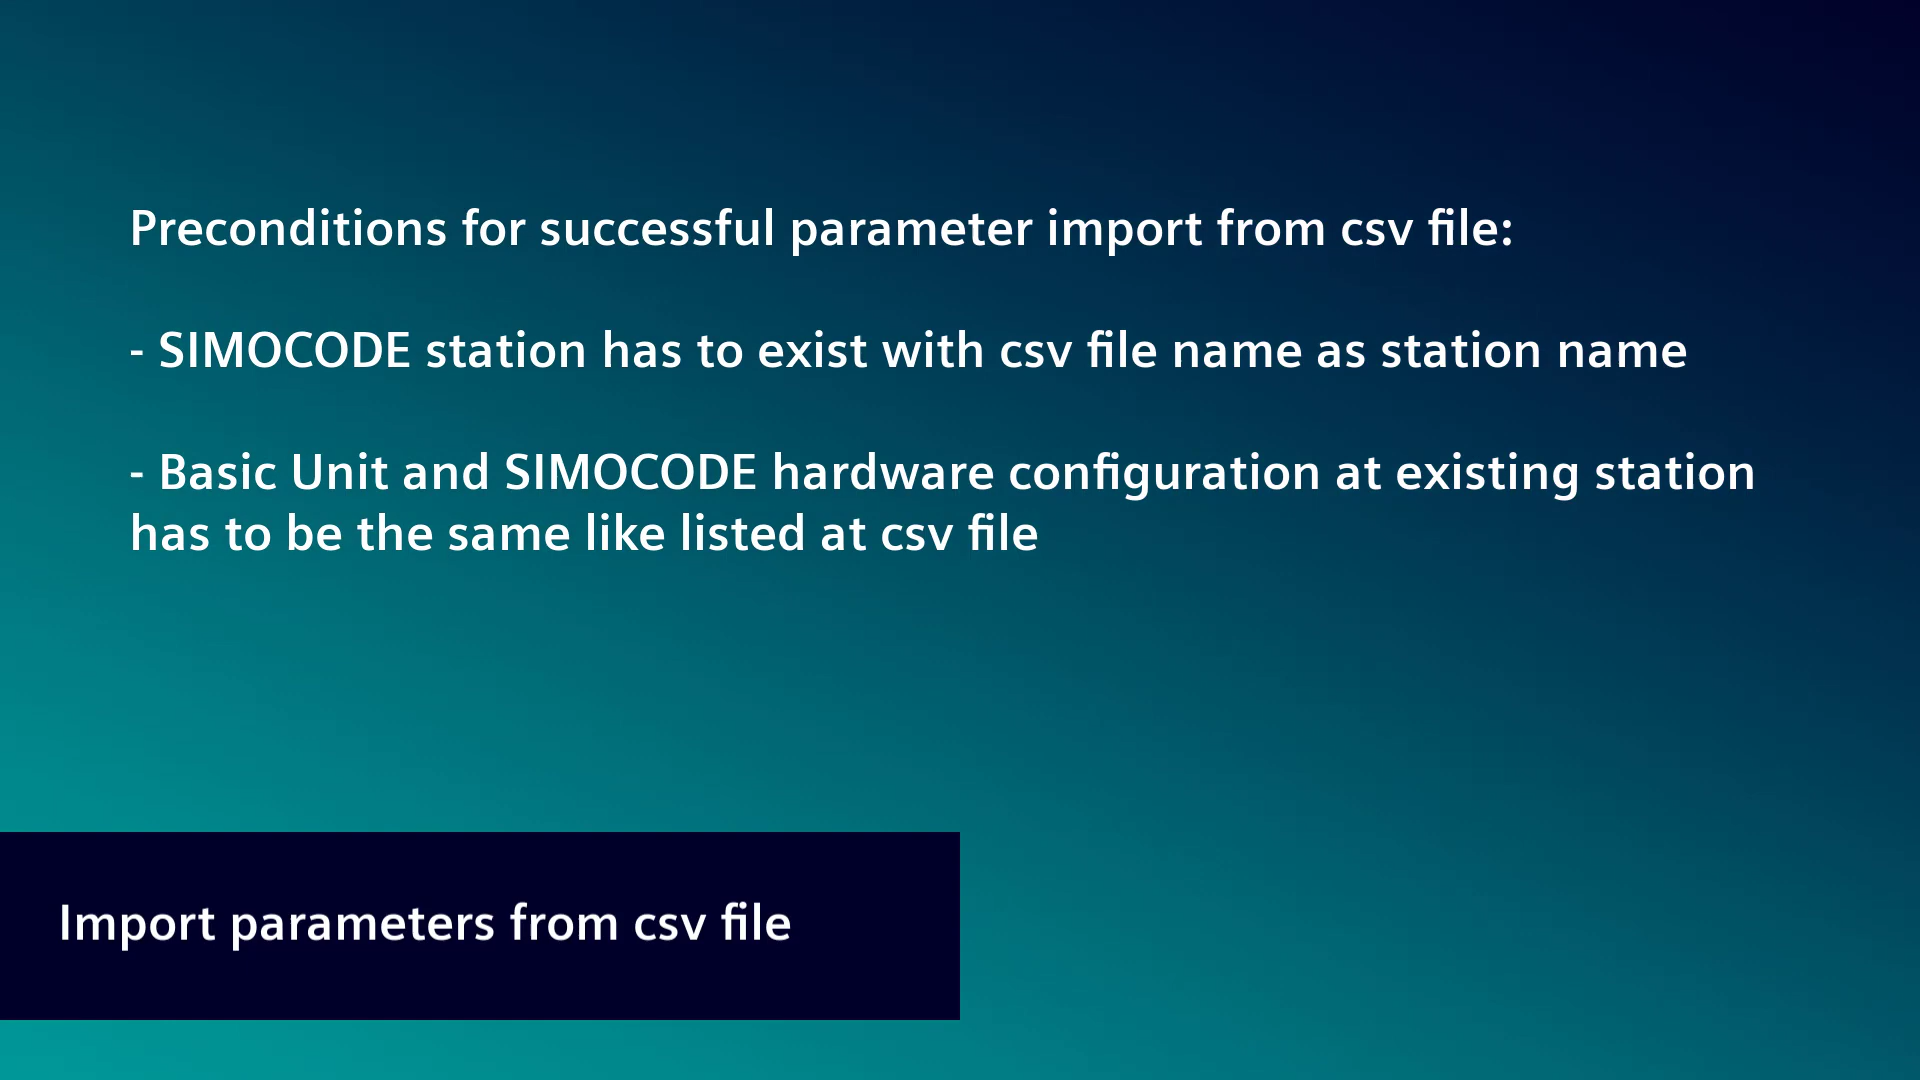 Preconditions for successful parameter import from csv file:
- SIMOCODE station has to exist with csv file name as station name
- Basic Unit and SIMOCODE hardware configuration at existing station
has to be the same like listed at csv file
Import parameters from csv file